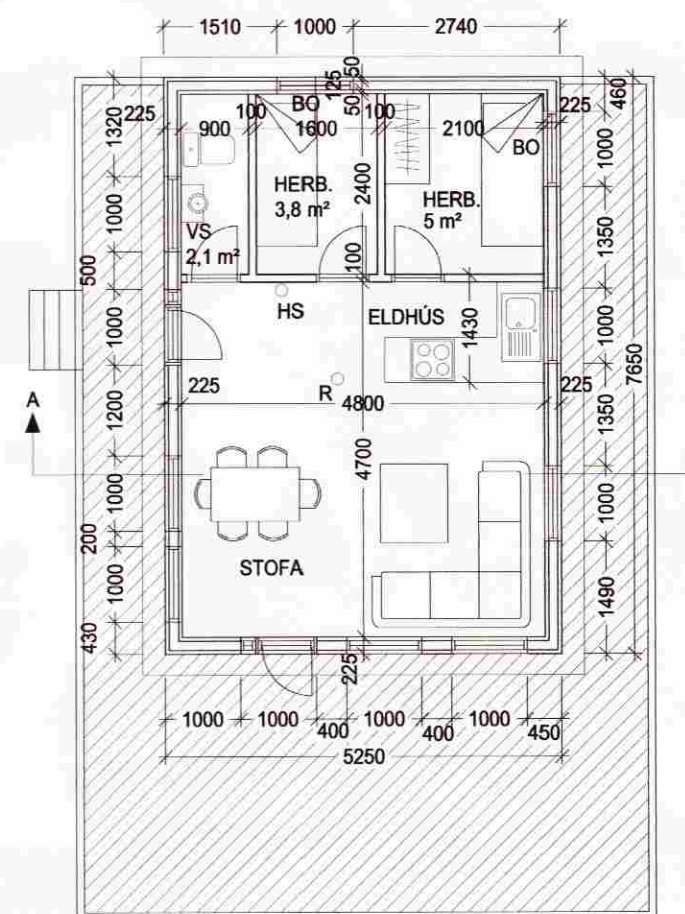 1510 1000 2740
50
125
50
225 100 BO 100 225 460
1320 900 1600 2100 1000
BO
2400
HERB.
3,8 m²
HERB.
5 m²
VS
2,1 m²
1000 1350
500 100
HS ELDHÚS 1430
1000 1000
7650
225 R 4800 225
A
1200 1350
4700
1000 1000
200
STOFA
1000 1490
430
225
1000 1000 400 1000 400 1000 450
5250